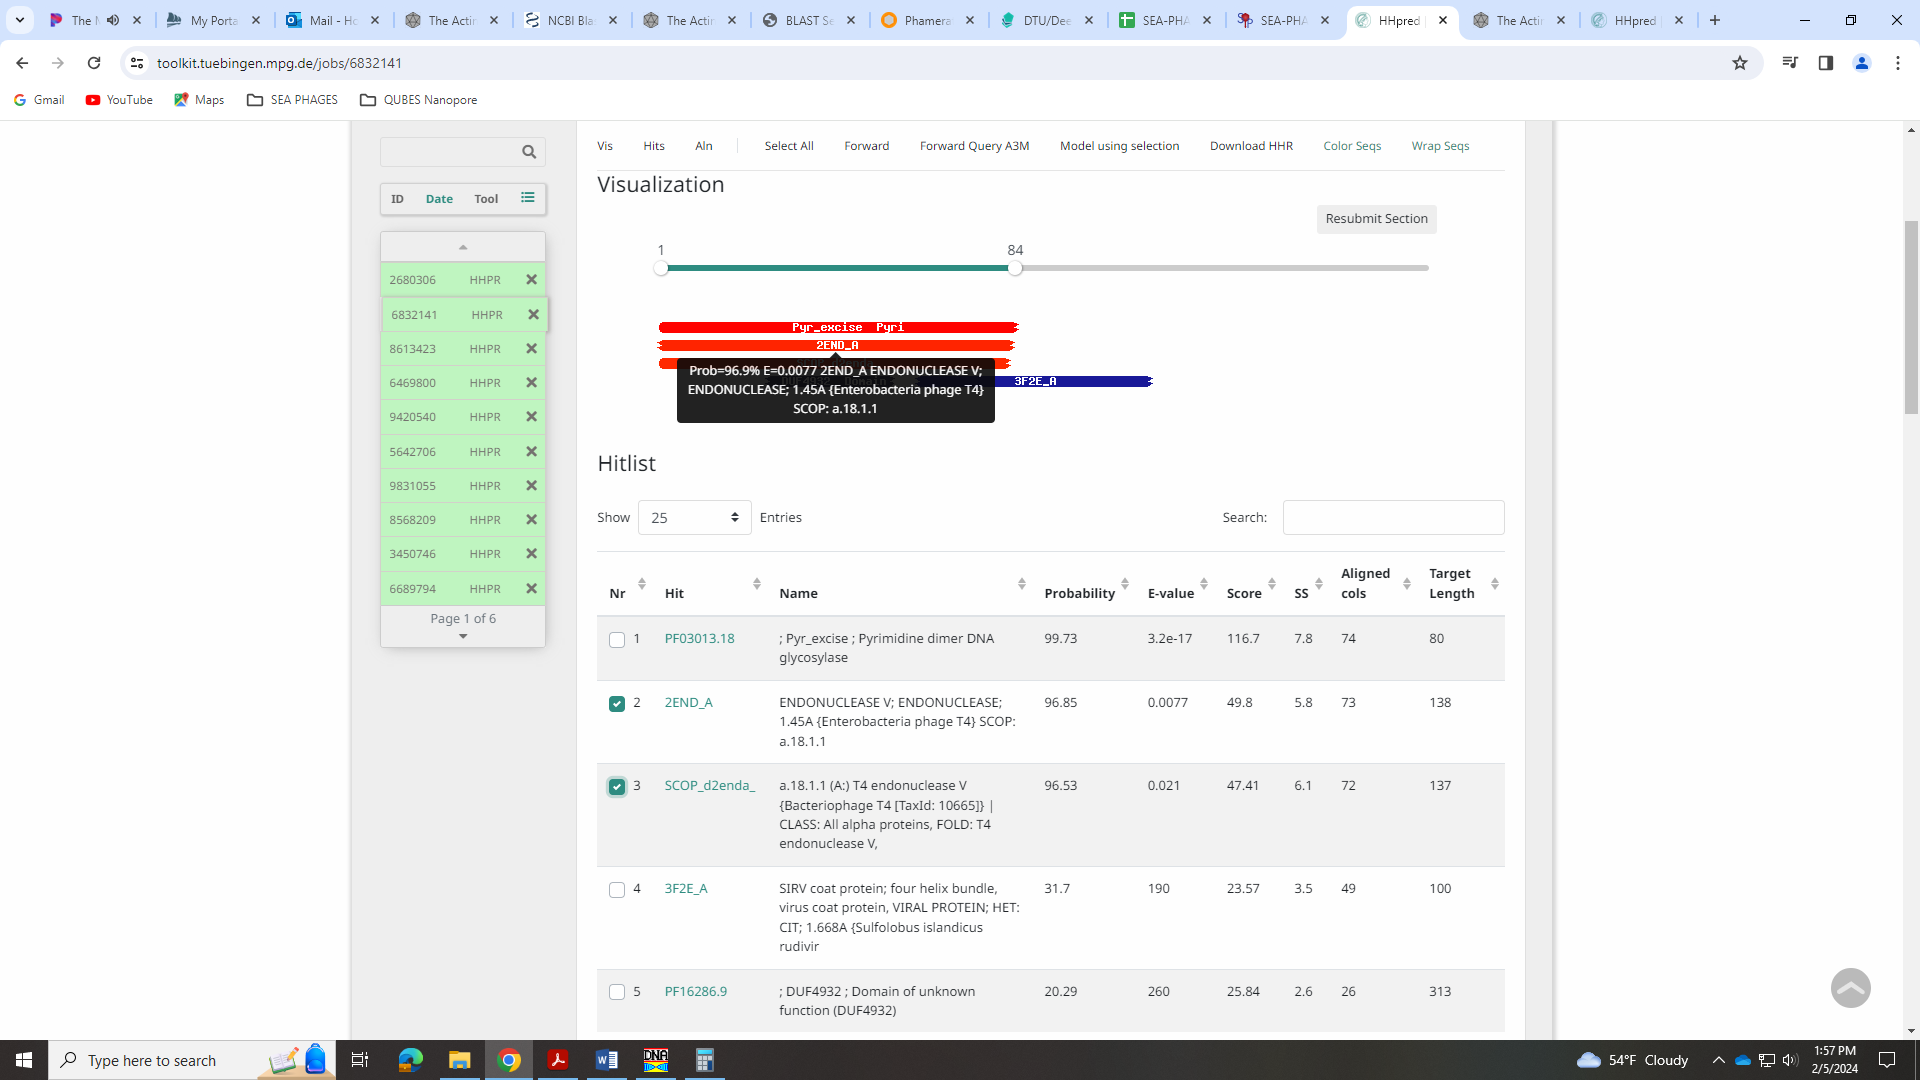 The M
My Porta
Mail - Ho
The Actin
NCBI Bla
The Actin
BLAST Se
Phamera
DTU/Dee
SEA-PHA
SEA-PHA
HHpred
The Actin
HHpred
toolkit.tuebingen.mpg.de/jobs/6832141
Gmail
YouTube
Maps
SEA PHAGES
QUBES Nanopore
Vis
Hits
Aln
Select All
Forward
Forward Query A3M
Model using selection
Download HHR
Color Seqs
Wrap Seqs
ID
Date
Tool
2680306 HHPR
6832141 HHPR
8613423 HHPR
6469800 HHPR
9420540 HHPR
5642706 HHPR
9831055 HHPR
8568209 HHPR
3450746 HHPR
6689794 HHPR
Page 1 of 6
Visualization
Resubmit Section
1
84
Pyr_excise Pyri
2END_A
3F2E_A
Prob=96.9% E=0.0077 2END_A ENDONUCLEASE V;
ENDONUCLEASE; 1.45A {Enterobacteria phage T4}
SCOP: a.18.1.1
Hitlist
Show 25 Entries
Search:
Nr
Hit
Name
Probability
E-value
Score
SS
Aligned
cols
Target
Length
1 PF03013.18 ; Pyr_excise ; Pyrimidine dimer DNA 99.73 3.2e-17 116.7 7.8 74 80
glycosylase
2 2END_A ENDONUCLEASE V; ENDONUCLEASE; 96.85 0.0077 49.8 5.8 73 138
1.45A {Enterobacteria phage T4} SCOP:
a.18.1.1
3 SCOP_d2enda_ a.18.1.1 (A:) T4 endonuclease V 96.53 0.021 47.41 6.1 72 137
{Bacteriophage T4 [TaxId: 10665]} |
CLASS: All alpha proteins, FOLD: T4
endonuclease V,
4 3F2E_A SIRV coat protein; four helix bundle, 31.7 190 23.57 3.5 49 100
virus coat protein, VIRAL PROTEIN; HET:
CIT; 1.668A {Sulfolobus islandicus
rudivir
5 PF16286.9 ; DUF4932 ; Domain of unknown 20.29 260 25.84 2.6 26 313
function (DUF4932)
Type here to search
DNA
54°F Cloudy
1:57 PM
2/5/2024